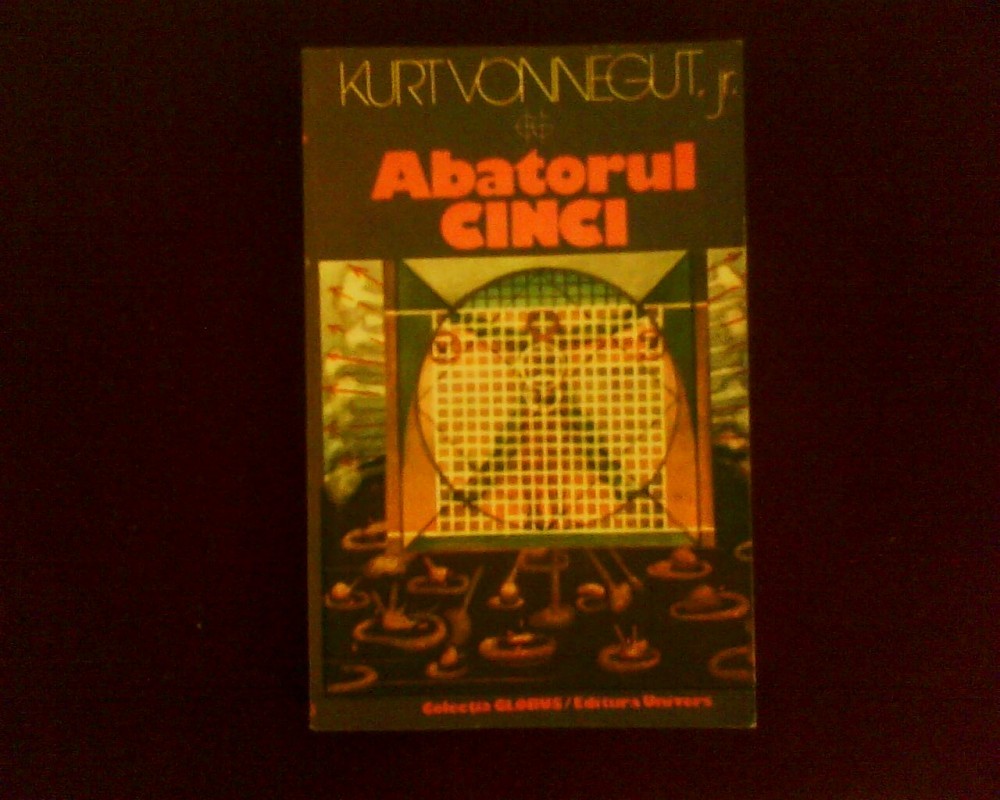 KURT VONNEGUT, jr.
Abatorul
CINCI
Colecția GLOBUS/Editura Univers